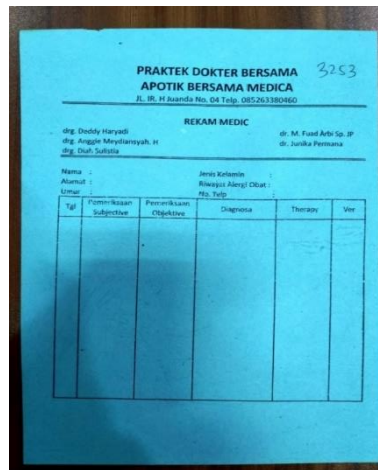 3253
PRAKTEK DOKTER BERSAMA
APOTIK BERSAMA MEDICA
JL. IR. H Juanda No. 04 Telp. 085263380460
REKAM MEDIC
drg. Deddy Haryadi
drg. Anggie Meydiansyah. H
drg. Diah Sulistia
dr. M. Fuad Arbi Sp. JP
dr. Junika Permana
Nama :
Alamat :
Umur :
Jenis Kelamin :
Riwayat Alergi Obat :
No. Telp :
Tgl
Pemeriksaan Subjective
Pemeriksaan Objektive
Diagnosa
Therapy
Ver